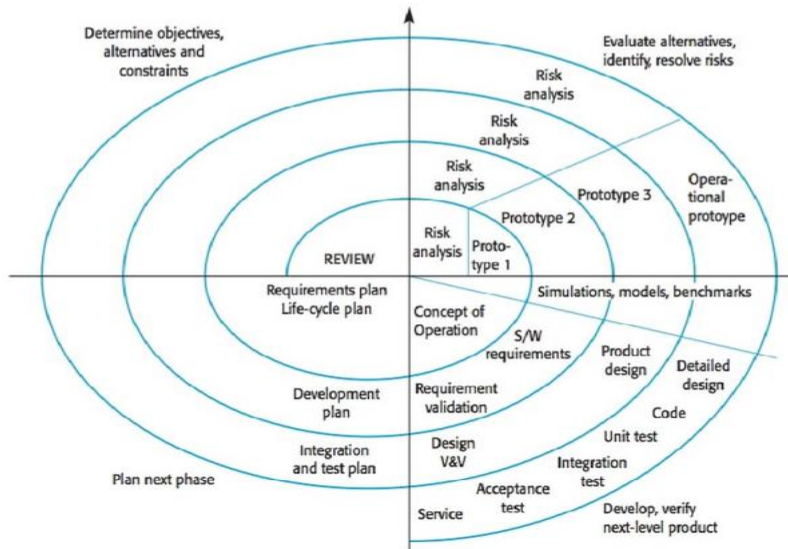 Determine objectives,
alternatives and
constraints
Evaluate alternatives,
identify, resolve risks
Risk
analysis
Risk
analysis
Risk
analysis
Opera-
tional
protoype
Prototype 3
Prototype 2
Risk
analysis
Proto-
type 1
REVIEW
Requirements plan
Life-cycle plan
Simulations, models, benchmarks
Concept of
Operation
S/W
requirements
Product
design
Detailed
design
Development
plan
Requirement
validation
Code
Unit test
Integration
and test plan
Design
V&V
Integration
test
Plan next phase
Acceptance
test
Service
Develop, verify
next-level product